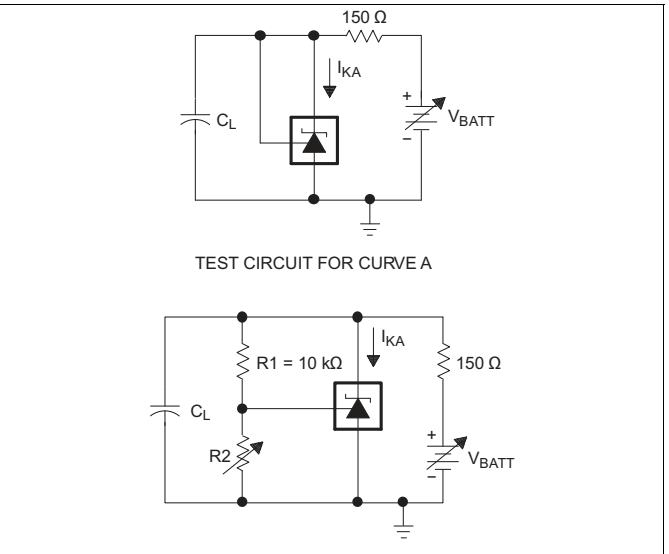 150 Ω
I_KA
C_L
+
V_BATT
−
TEST CIRCUIT FOR CURVE A
I_KA
R1 = 10 kΩ
150 Ω
C_L
R2
+
V_BATT
−